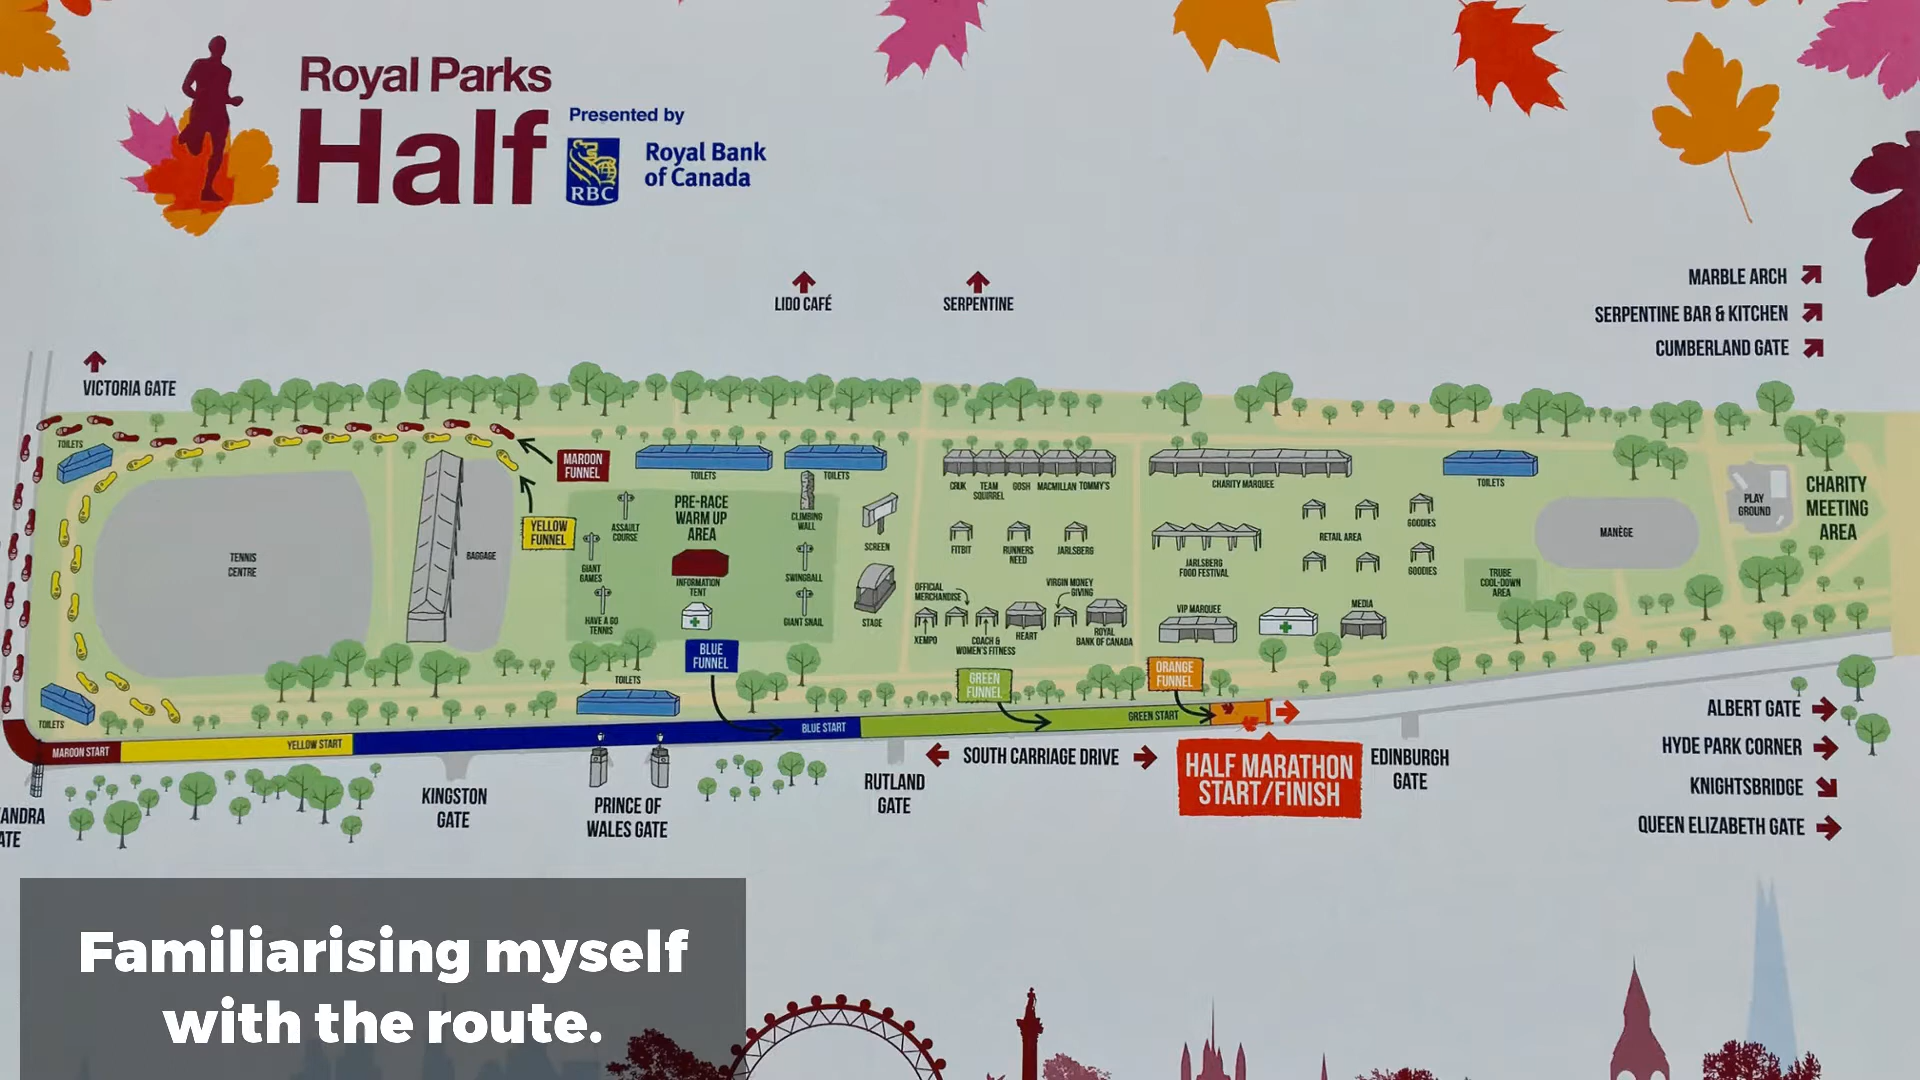 Royal Parks
Half
Presented by
RBC
Royal Bank
of Canada
LIDO CAFÉ
SERPENTINE
MARBLE ARCH
SERPENTINE BAR & KITCHEN
CUMBERLAND GATE
VICTORIA GATE
TOILETS
MAROON
FUNNEL
YELLOW
FUNNEL
TENNIS
CENTRE
BAGGAGE
TOILETS
TOILETS
PRE-RACE
WARM UP
AREA
ASSAULT
COURSE
GIANT
GAMES
HAVE A GO
TENNIS
INFORMATION
TENT
CLIMBING
WALL
SWINGBALL
GIANT SNAIL
SCREEN
STAGE
CRUK
TEAM
SQUIRREL
GOSH
MACMILLAN
TOMMY'S
FITBIT
RUNNERS
NEED
JARLSBERG
OFFICIAL
MERCHANDISE
VIRGIN MONEY
GIVING
XEMPO
COACH &
WOMEN'S FITNESS
HEART
ROYAL
BANK OF CANADA
CHARITY MARQUEE
JARLSBERG
FOOD FESTIVAL
RETAIL AREA
GOODIES
GOODIES
VIP MARQUEE
MEDIA
TOILETS
MANÈGE
TRUBE
COOL-DOWN
AREA
PLAY
GROUND
CHARITY
MEETING
AREA
BLUE
FUNNEL
GREEN
FUNNEL
ORANGE
FUNNEL
TOILETS
TOILETS
MAROON START
YELLOW START
BLUE START
GREEN START
KINGSTON
GATE
PRINCE OF
WALES GATE
RUTLAND
GATE
SOUTH CARRIAGE DRIVE
HALF MARATHON
START/FINISH
EDINBURGH
GATE
ALBERT GATE
HYDE PARK CORNER
KNIGHTSBRIDGE
QUEEN ELIZABETH GATE
ANDRA
ATE
Familiarising myself
with the route.